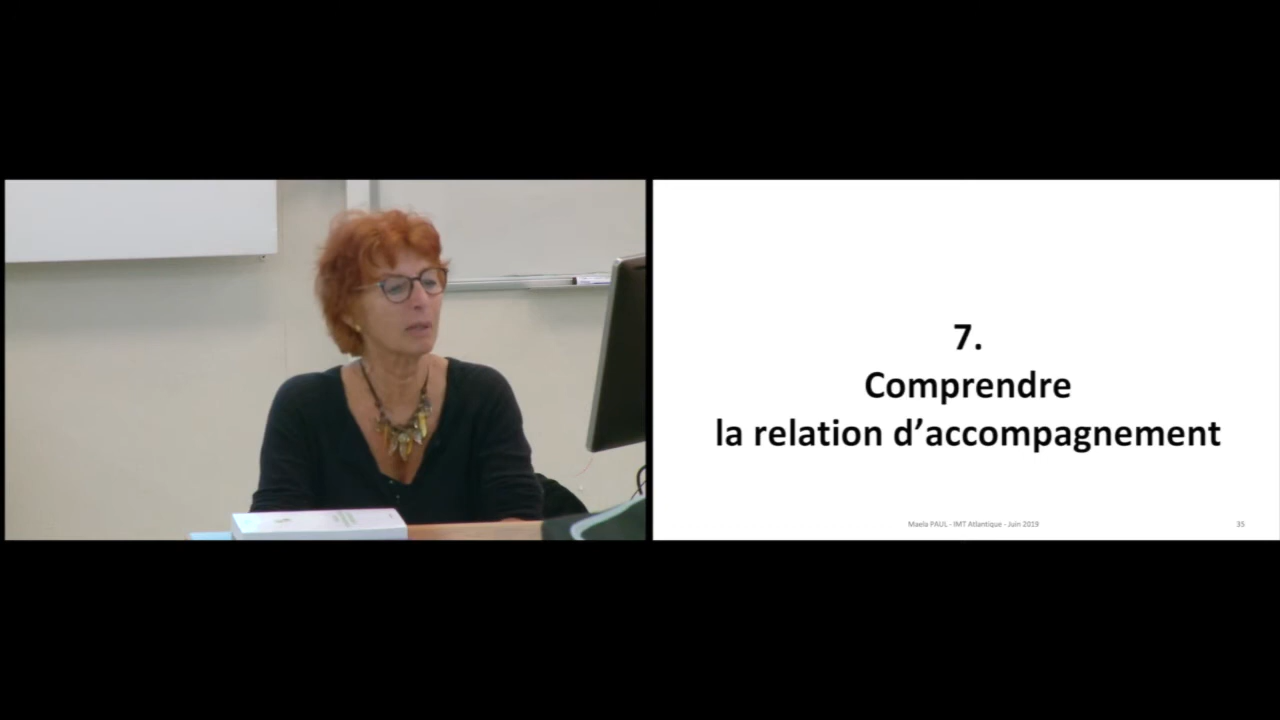 7.
Comprendre
la relation d’accompagnement
Maela PAUL - IMT Atlantique - Juin 2019
35